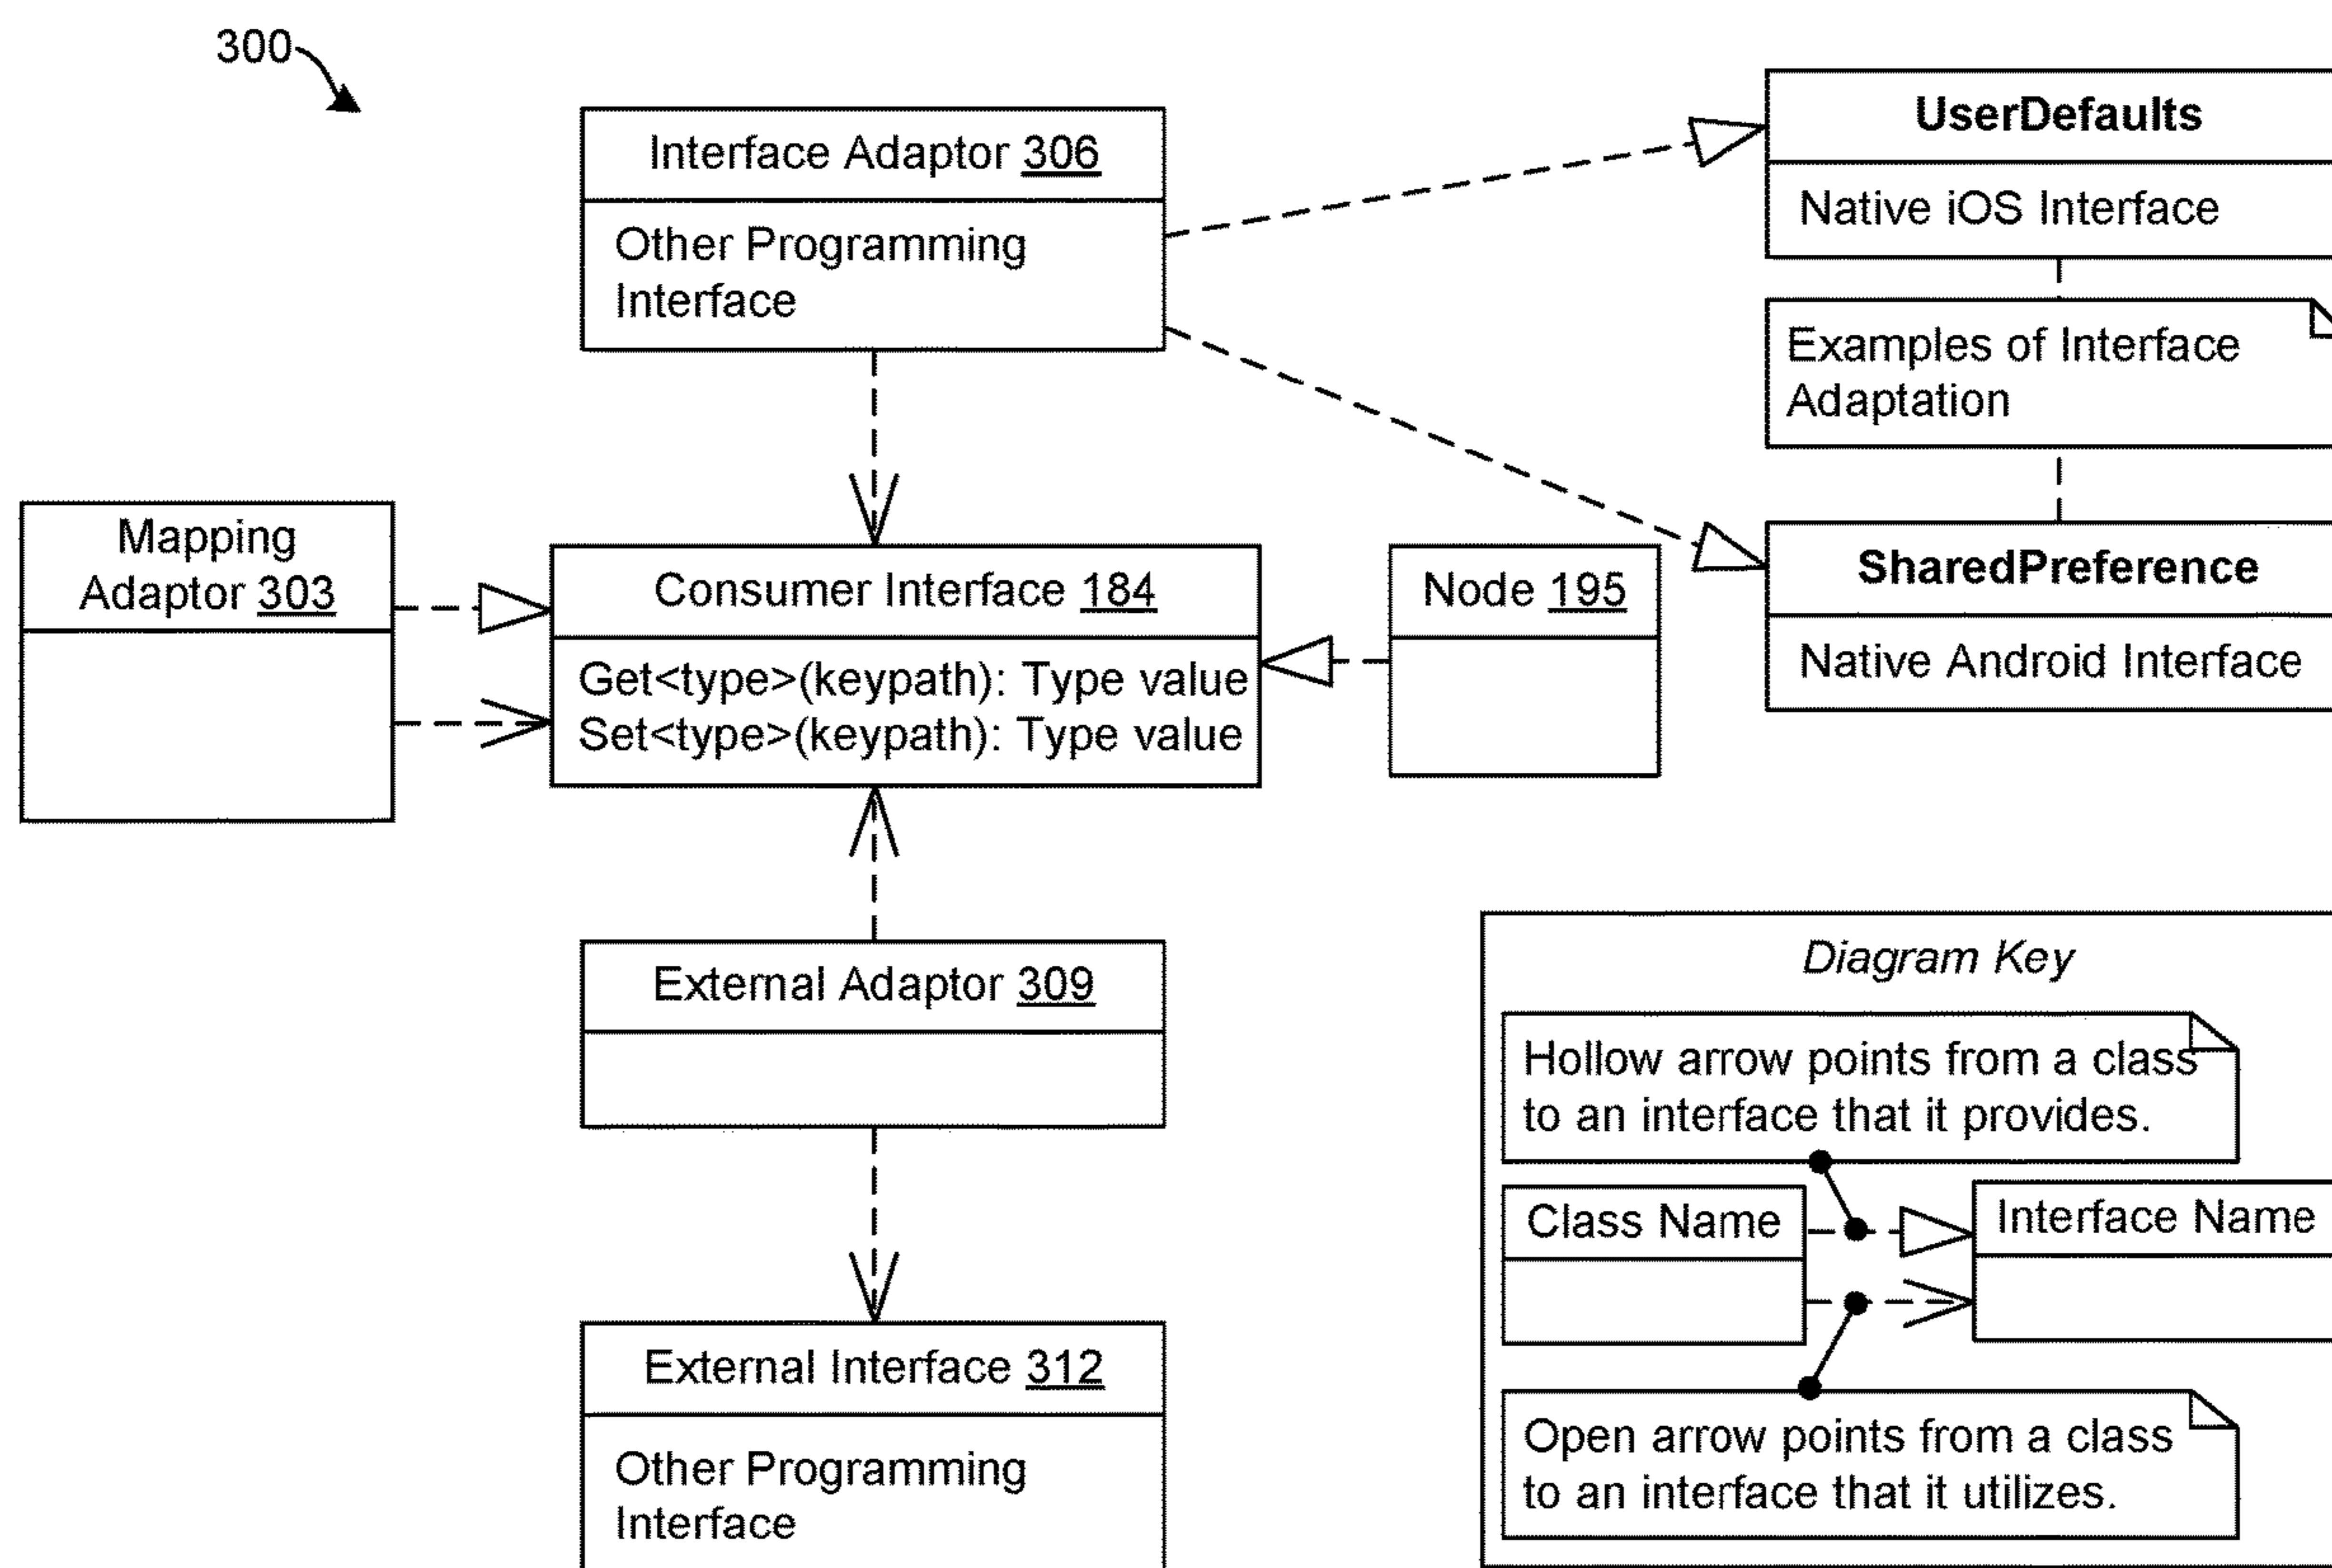 300
Interface Adaptor 306
Other Programming
Interface
UserDefaults
Native iOS Interface
Examples of Interface
Adaptation
SharedPreference
Native Android Interface
Mapping
Adaptor 303
Consumer Interface 184
Get<type>(keypath): Type value
Set<type>(keypath): Type value
Node 195
External Adaptor 309
External Interface 312
Other Programming
Interface
Diagram Key
Hollow arrow points from a class
to an interface that it provides.
Class Name
Interface Name
Open arrow points from a class
to an interface that it utilizes.